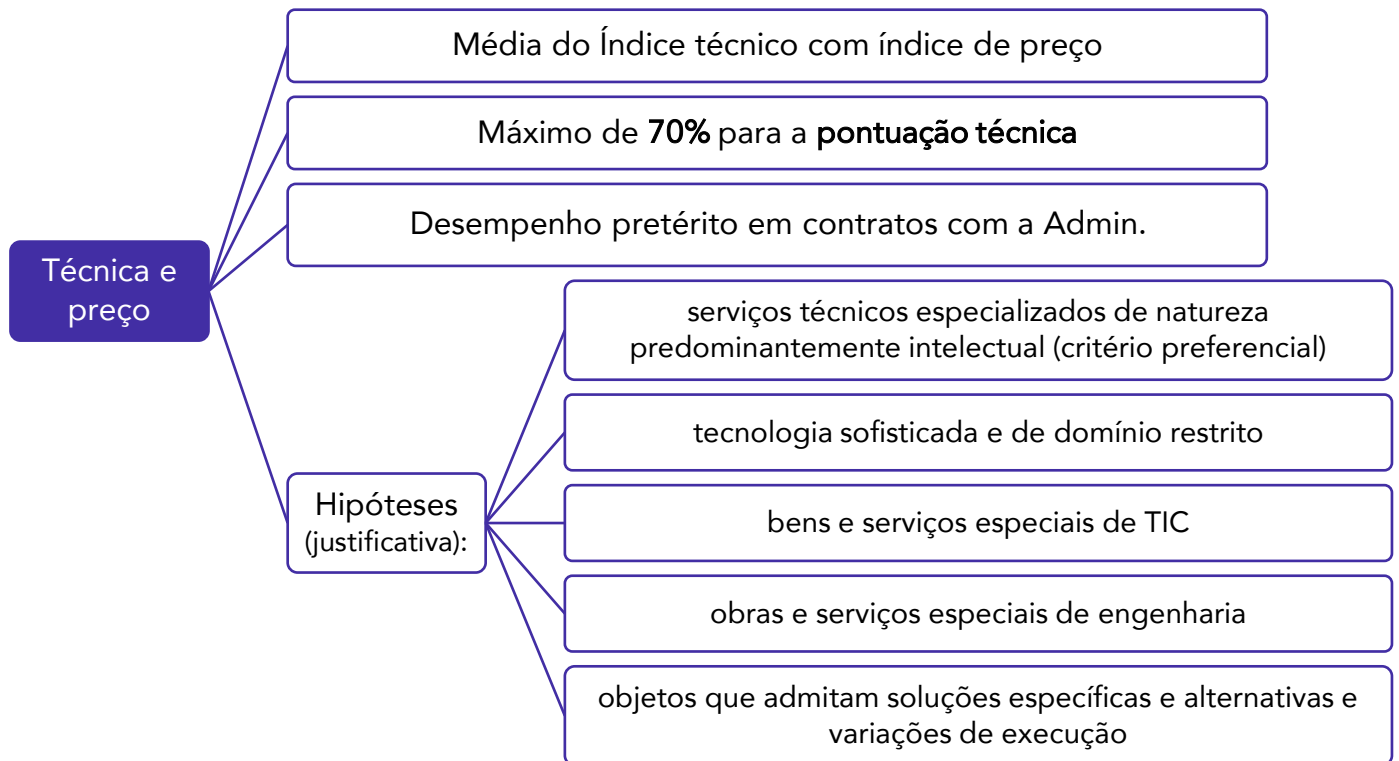 Média do Índice técnico com índice de preço
Máximo de 70% para a pontuação técnica
Desempenho pretérito em contratos com a Admin.
Técnica e
preço
Hipóteses
(justificativa):
serviços técnicos especializados de natureza
predominantemente intelectual (critério preferencial)
tecnologia sofisticada e de domínio restrito
bens e serviços especiais de TIC
obras e serviços especiais de engenharia
objetos que admitam soluções específicas e alternativas e
variações de execução